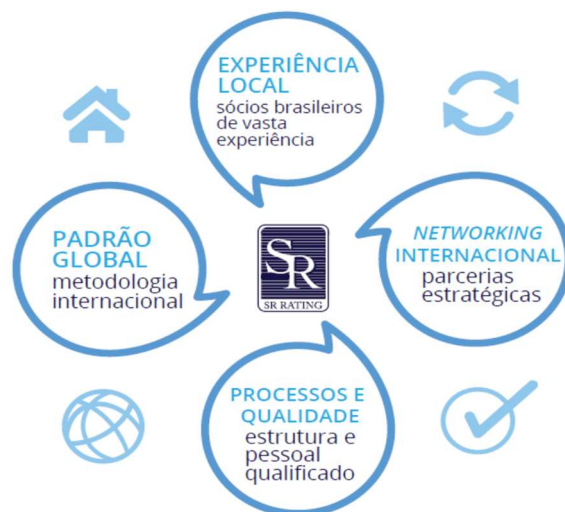 EXPERIÊNCIA
LOCAL
sócios brasileiros
de vasta
experiência
PADRÃO
GLOBAL
metodologia
internacional
SR
SR RATING
NETWORKING
INTERNACIONAL
parcerias
estratégicas
PROCESSOS E
QUALIDADE
estrutura e
pessoal
qualificado